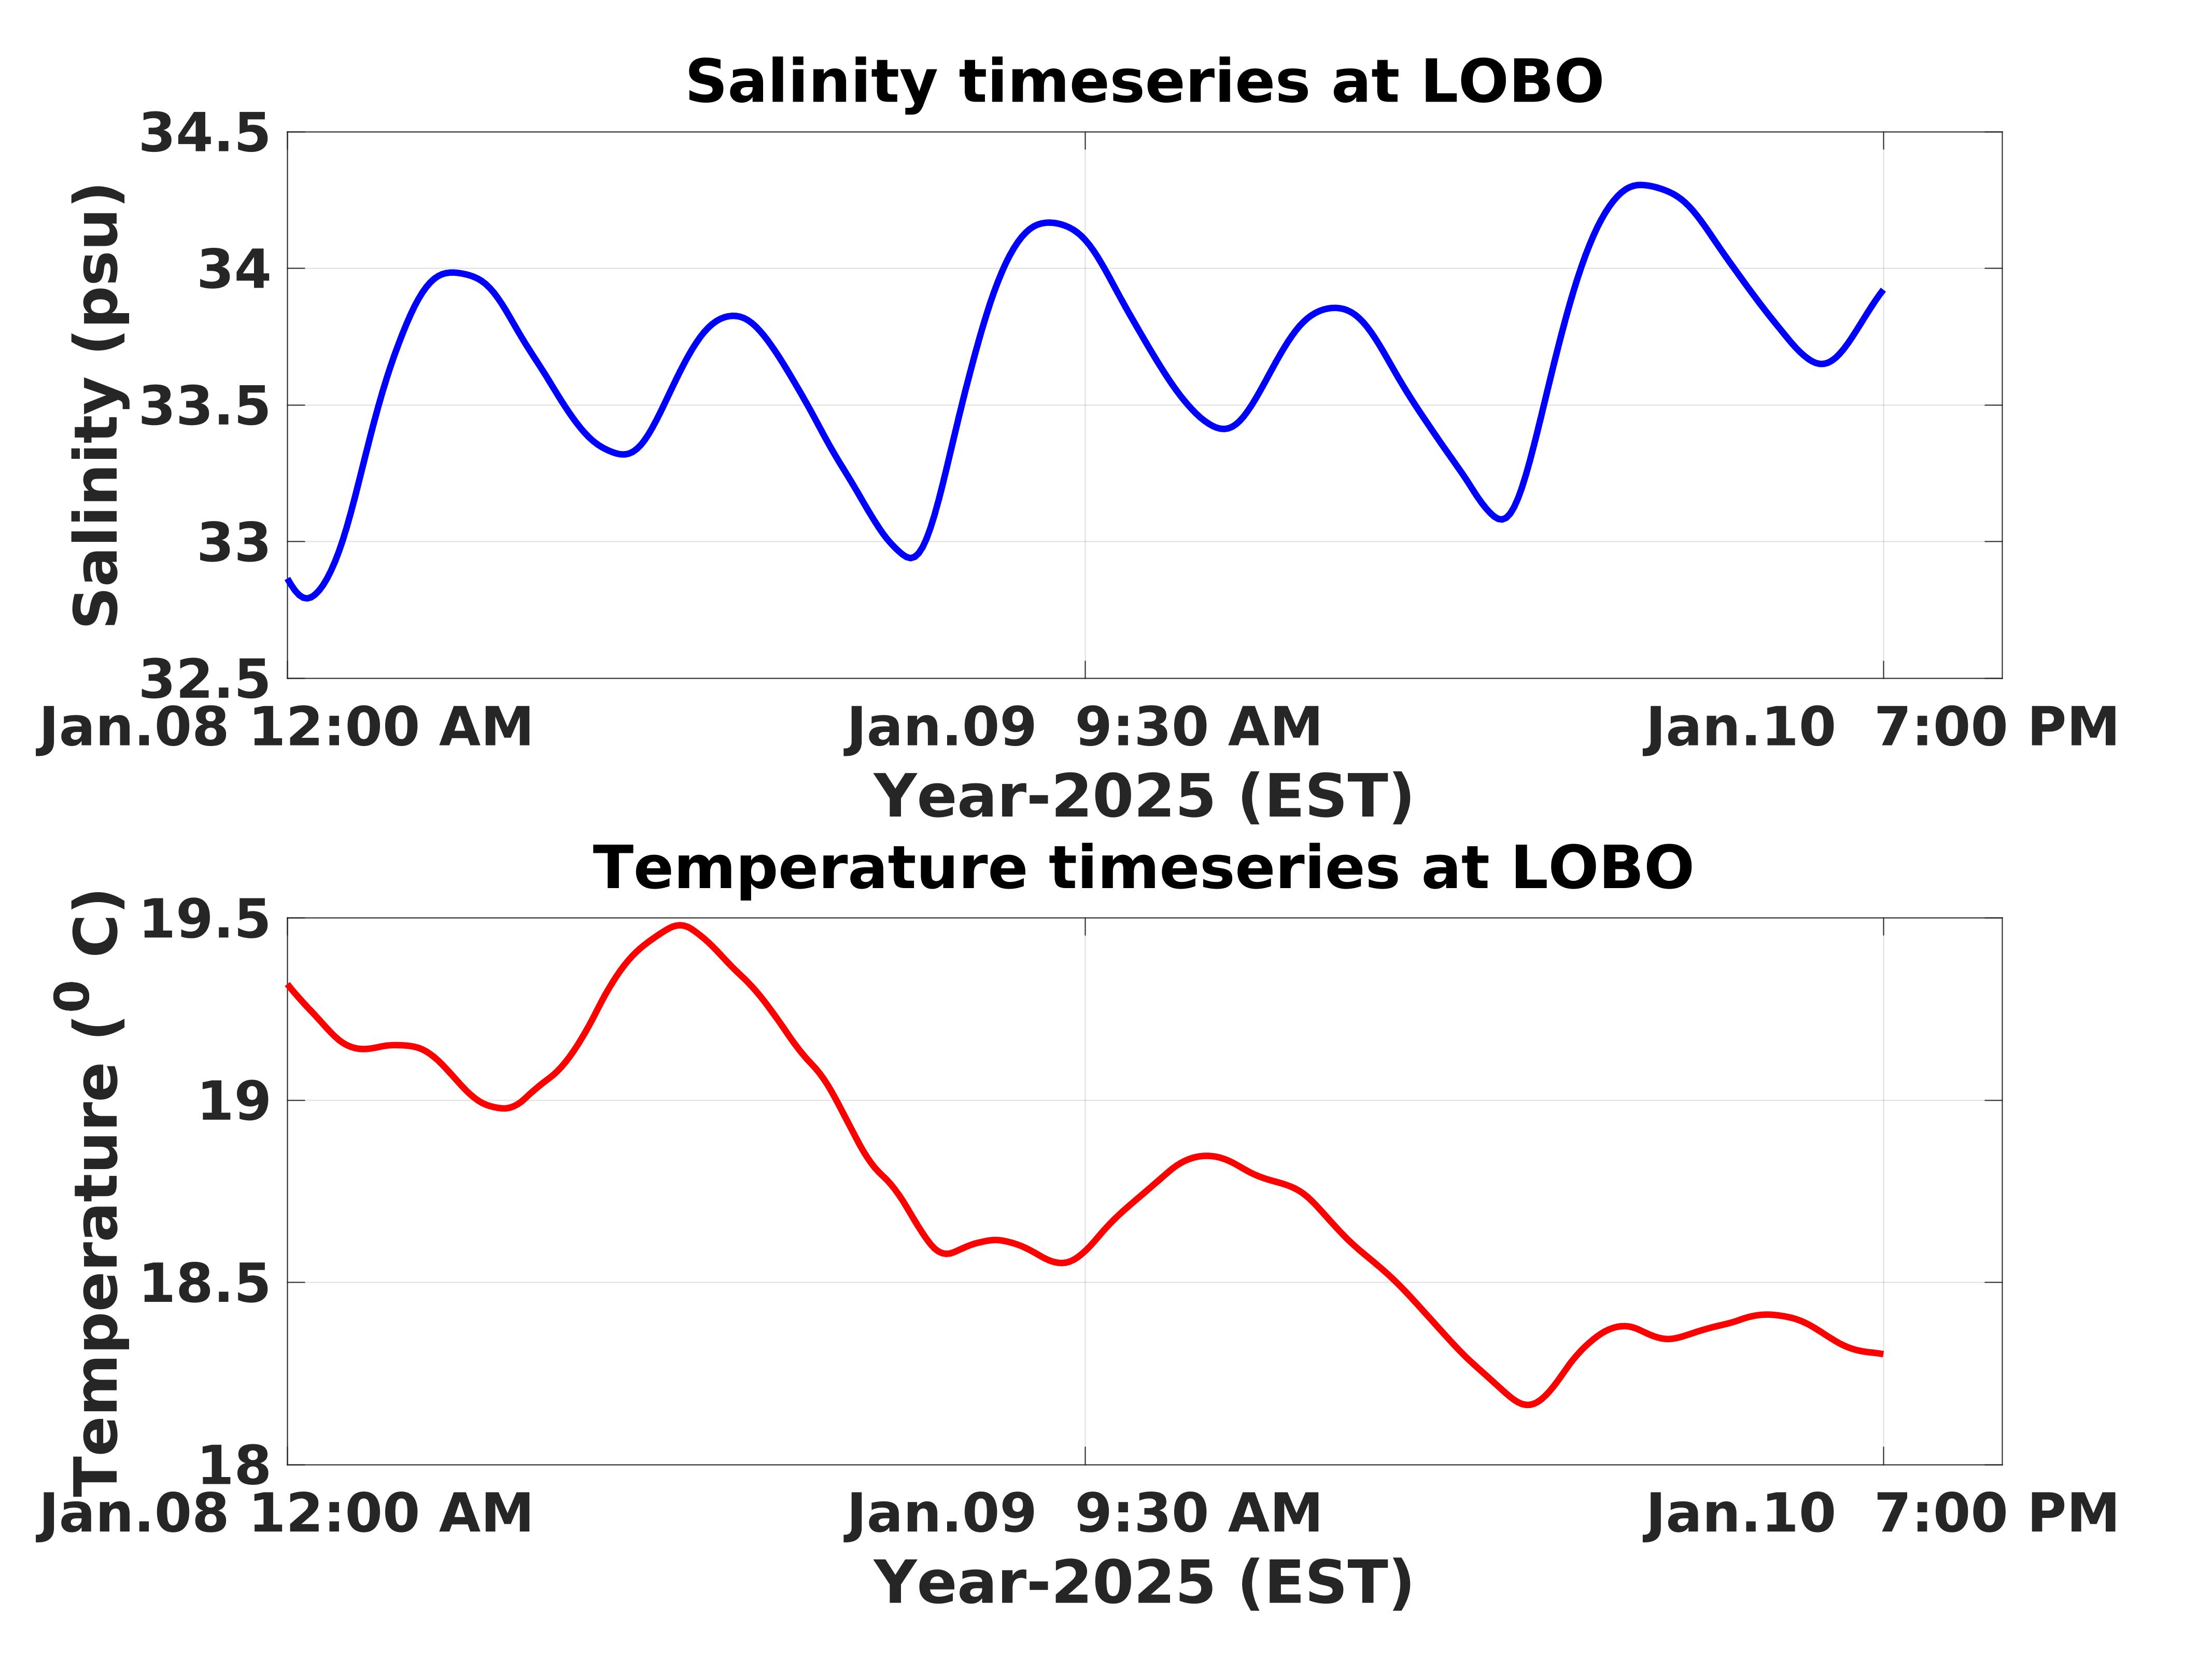 Salinity timeseries at LOBO
Salinity (psu)
34.5
34
33.5
33
32.5
Jan.08 12:00 AM
Jan.09  9:30 AM
Jan.10  7:00 PM
Year-2025 (EST)
Temperature timeseries at LOBO
Temperature (⁰ C)
19.5
19
18.5
18
Jan.08 12:00 AM
Jan.09  9:30 AM
Jan.10  7:00 PM
Year-2025 (EST)